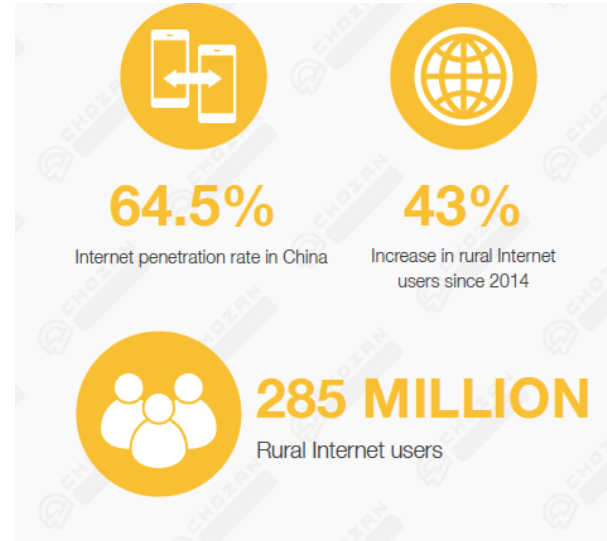 64.5%
Internet penetration rate in China
43%
Increase in rural Internet
users since 2014
285 MILLION
Rural Internet users
CHOZAN